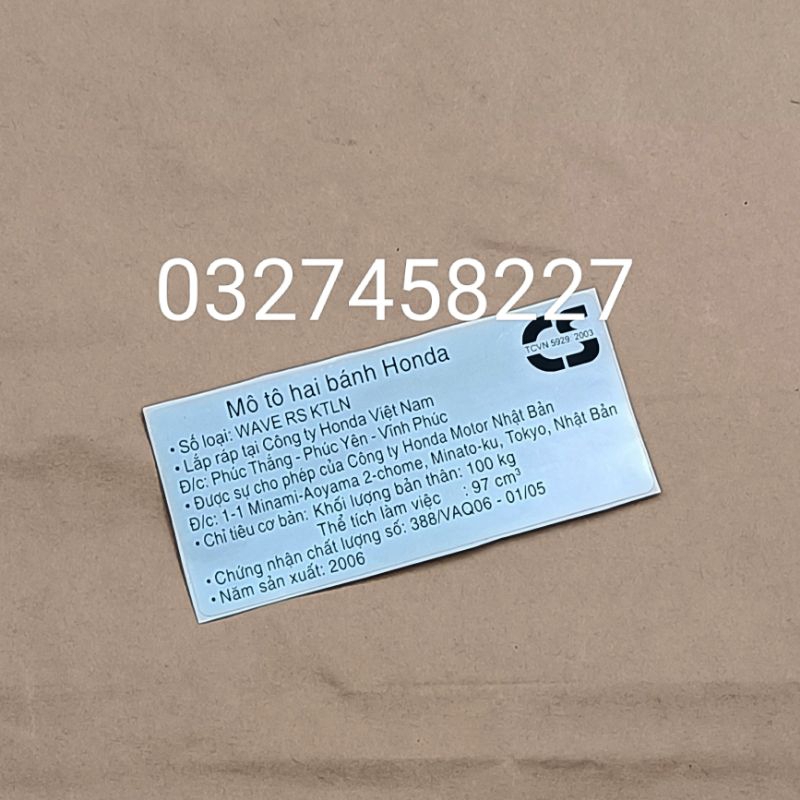 0327458227
CS
TCVN 5929: 2003
Mô tô hai bánh Honda
• Số loại: WAVE RS KTLN
• Lắp ráp tại Công ty Honda Việt Nam
Đ/c: Phúc Thắng - Phúc Yên - Vĩnh Phúc
• Được sự cho phép của Công ty Honda Motor Nhật Bản
Đ/c: 1-1 Minami-Aoyama 2-chome, Minato-ku, Tokyo, Nhật Bản
• Chỉ tiêu cơ bản: Khối lượng bản thân: 100 kg
Thể tích làm việc : 97 cm³
• Chứng nhận chất lượng số: 388/VAQ06 - 01/05
• Năm sản xuất: 2006